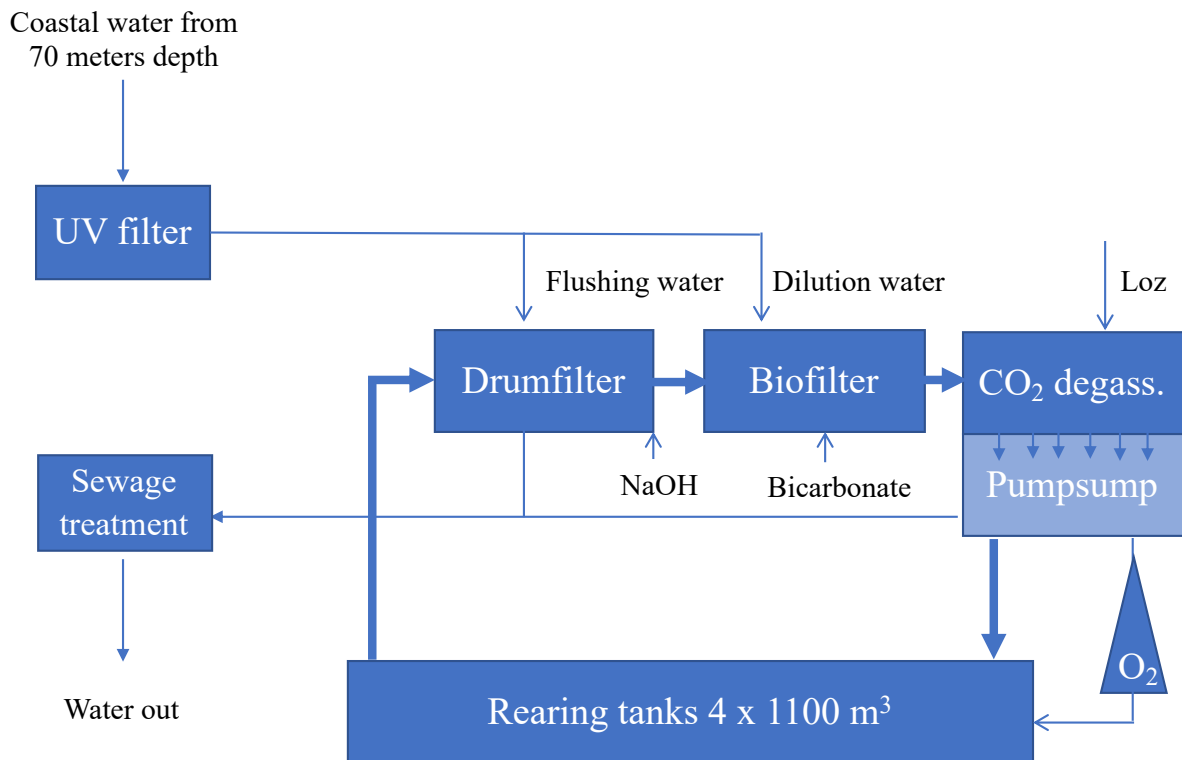 Coastal water from
70 meters depth
UV filter
Flushing water
Dilution water
Loz
Drumfilter
Biofilter
CO₂ degass.
Sewage
treatment
NaOH
Bicarbonate
Pumpsump
O₂
Water out
Rearing tanks 4 x 1100 m³